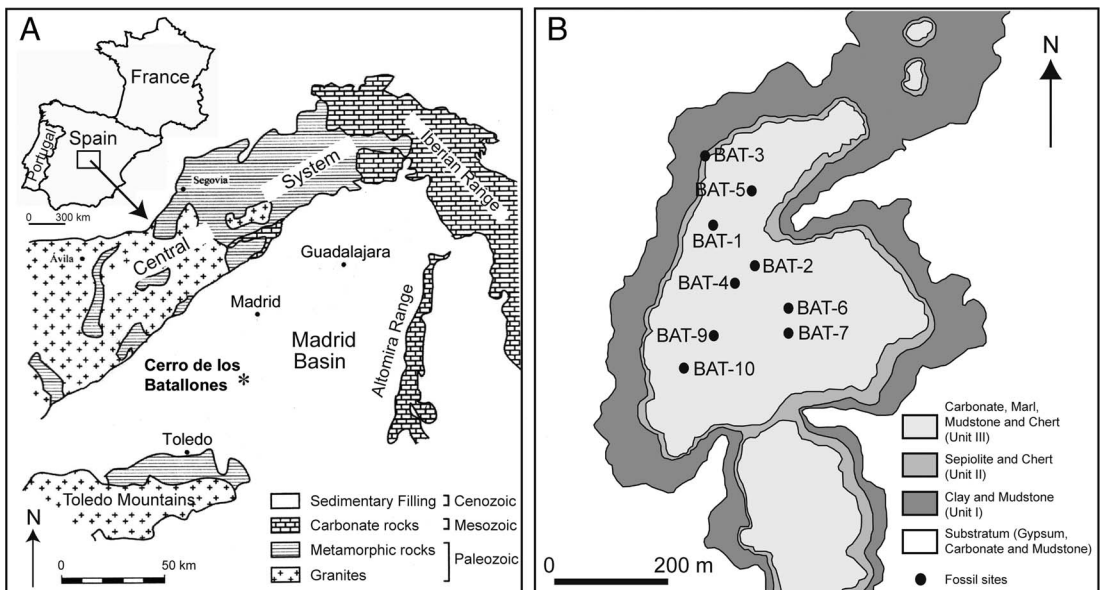 A
France
Spain
Portugal
0 300 km
Segovia
System
Iberian Range
Ávila
Central
Guadalajara
Madrid
Madrid
Basin
Altomira Range
Cerro de los
Batallones *
Toledo
Toledo Mountains
N
0 50 km
Sedimentary Filling ] Cenozoic
Carbonate rocks ] Mesozoic
Metamorphic rocks
Paleozoic
Granites
B
N
BAT-3
BAT-5
BAT-1
BAT-2
BAT-4
BAT-6
BAT-9
BAT-7
BAT-10
Carbonate, Marl,
Mudstone and Chert
(Unit III)
Sepiolite and Chert
(Unit II)
Clay and Mudstone
(Unit I)
Substratum (Gypsum,
Carbonate and Mudstone)
Fossil sites
0 200 m